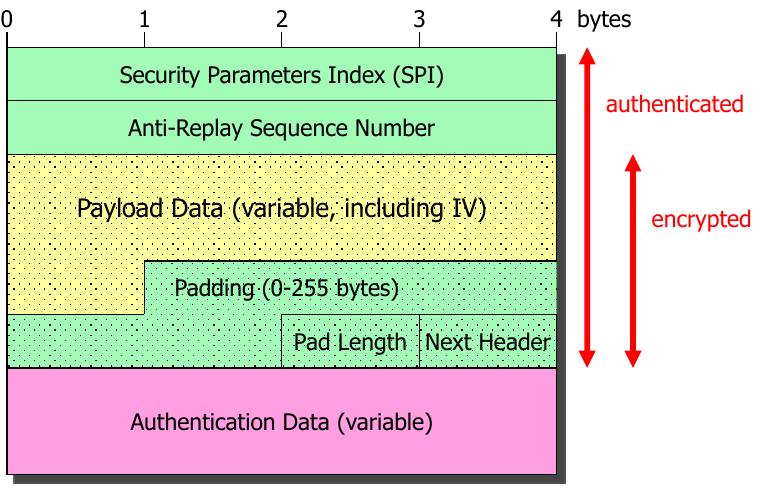 0 1 2 3 4 bytes
Security Parameters Index (SPI)
authenticated
Anti-Replay Sequence Number
Payload Data (variable, including IV)
encrypted
Padding (0-255 bytes)
Pad Length
Next Header
Authentication Data (variable)